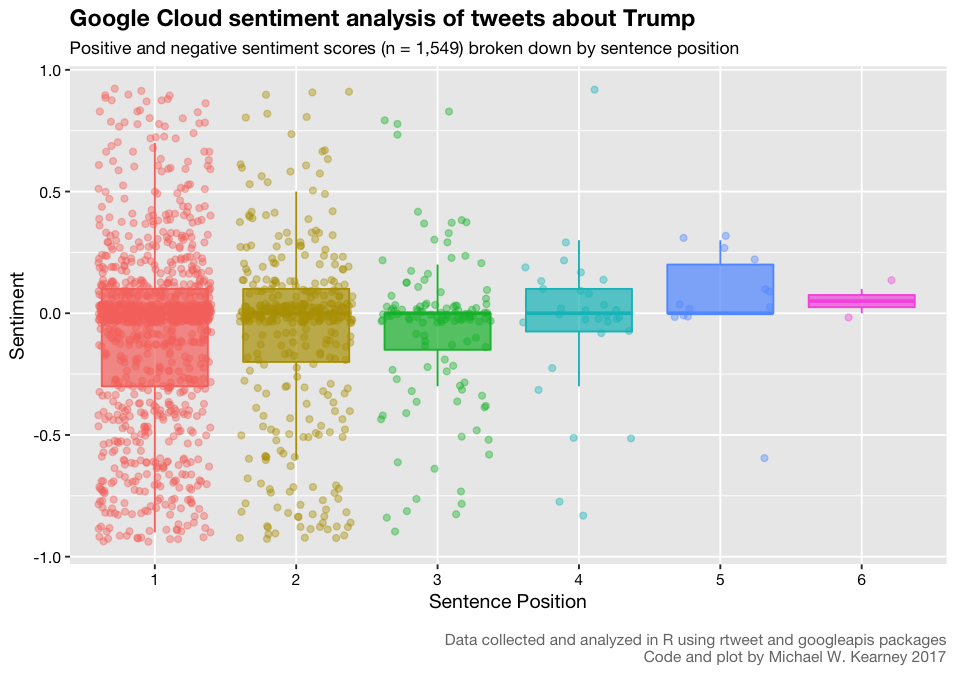 Google Cloud sentiment analysis of tweets about Trump
Positive and negative sentiment scores (n = 1,549) broken down by sentence position
1.0
0.5
0.0
-0.5
-1.0
Sentiment
1 2 3 4 5 6
Sentence Position
Data collected and analyzed in R using rtweet and googleapis packages
Code and plot by Michael W. Kearney 2017